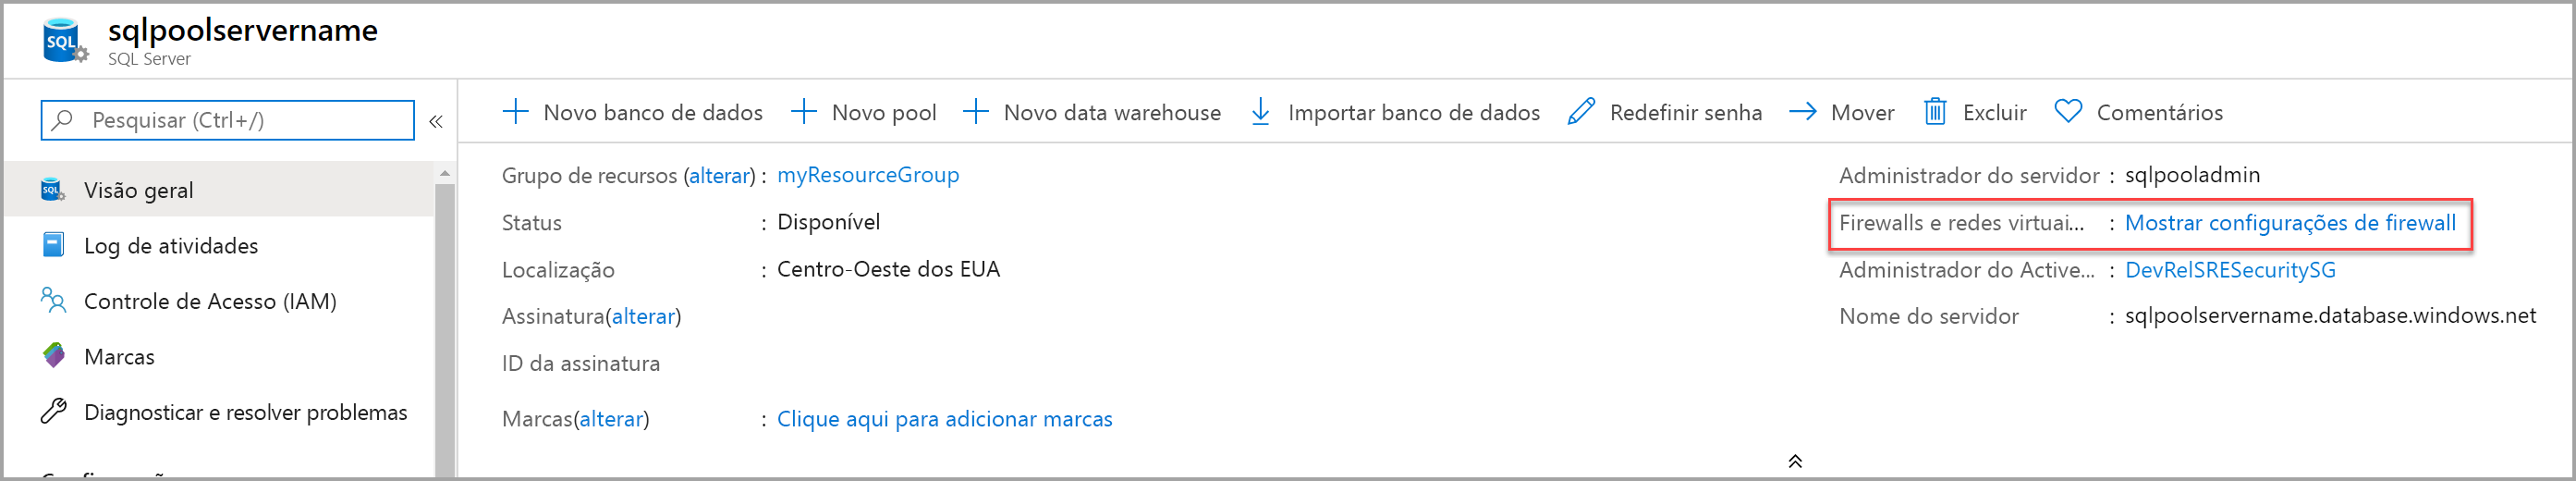 sqlpoolservername
SQL Server
SQL
Pesquisar (Ctrl+/)
«
Novo banco de dados
Novo pool
Novo data warehouse
Importar banco de dados
Redefinir senha
Mover
Excluir
Comentários
SQL
Visão geral
Log de atividades
Controle de Acesso (IAM)
Marcas
Diagnosticar e resolver problemas
Grupo de recursos (alterar) : myResourceGroup
Status : Disponível
Localização : Centro-Oeste dos EUA
Assinatura(alterar)
ID da assinatura
Marcas(alterar) : Clique aqui para adicionar marcas
Administrador do servidor : sqlpooladmin
Firewalls e redes virtuai... : Mostrar configurações de firewall
Administrador do Active... : DevRelSRESecuritySG
Nome do servidor : sqlpoolservername.database.windows.net